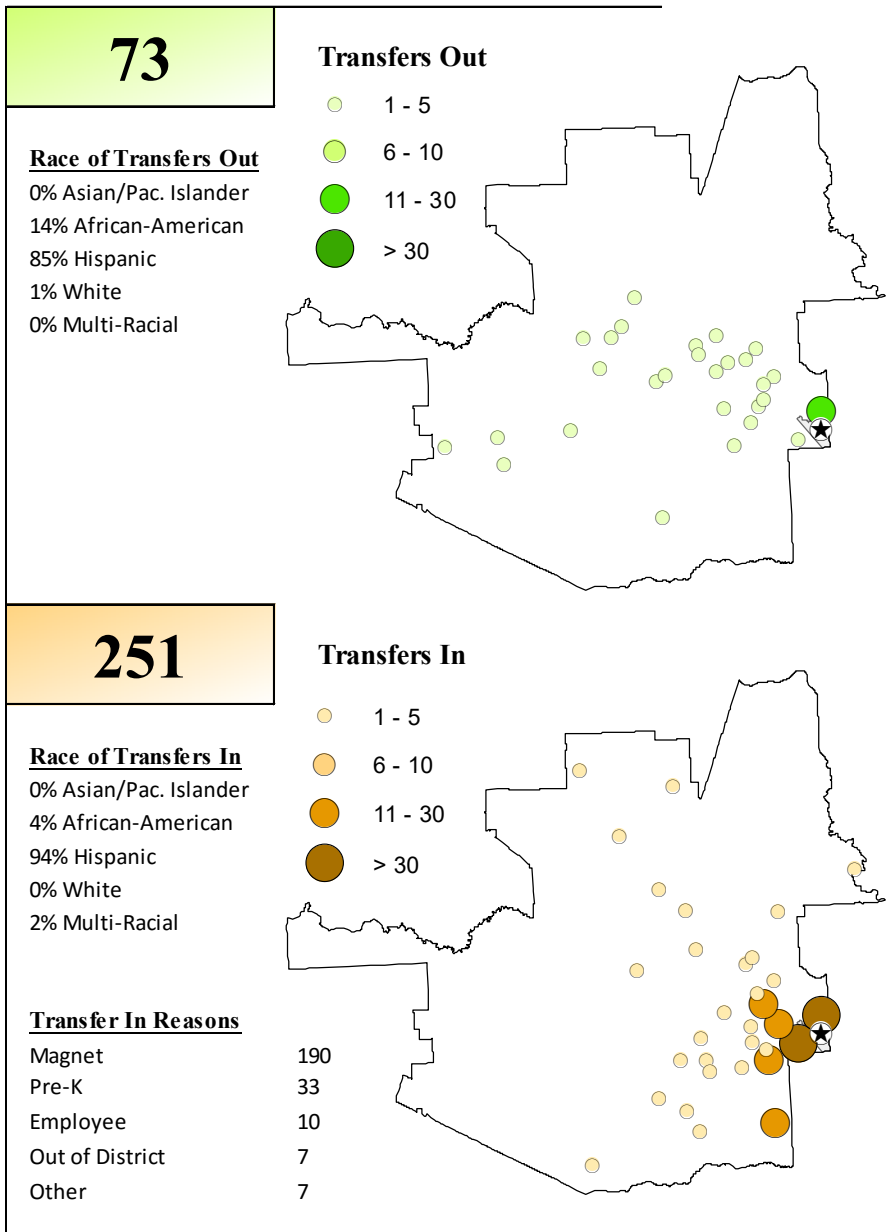 73
Race of Transfers Out
0% Asian/Pac. Islander
14% African-American
85% Hispanic
1% White
0% Multi-Racial
Transfers Out
1 - 5
6 - 10
11 - 30
> 30
251
Race of Transfers In
0% Asian/Pac. Islander
4% African-American
94% Hispanic
0% White
2% Multi-Racial
Transfer In Reasons
Magnet 190
Pre-K 33
Employee 10
Out of District 7
Other 7
Transfers In
1 - 5
6 - 10
11 - 30
> 30